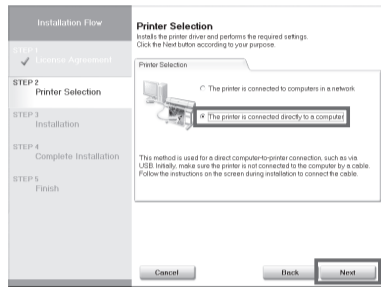 Installation Flow
STEP 1
License Agreement
STEP 2
Printer Selection
STEP 3
Installation
STEP 4
Complete Installation
STEP 5
Finish
Printer Selection
Installs the printer driver and performs the required settings.
Click the Next button according to your purpose.
Printer Selection
The printer is connected to computers in a network
The printer is connected directly to a computer
This method is used for a direct computer-to-printer connection, such as via
USB. Initially, make sure the printer is not connected to the computer by a cable.
Follow the instructions on the screen during installation to connect the cable.
Cancel
Back
Next